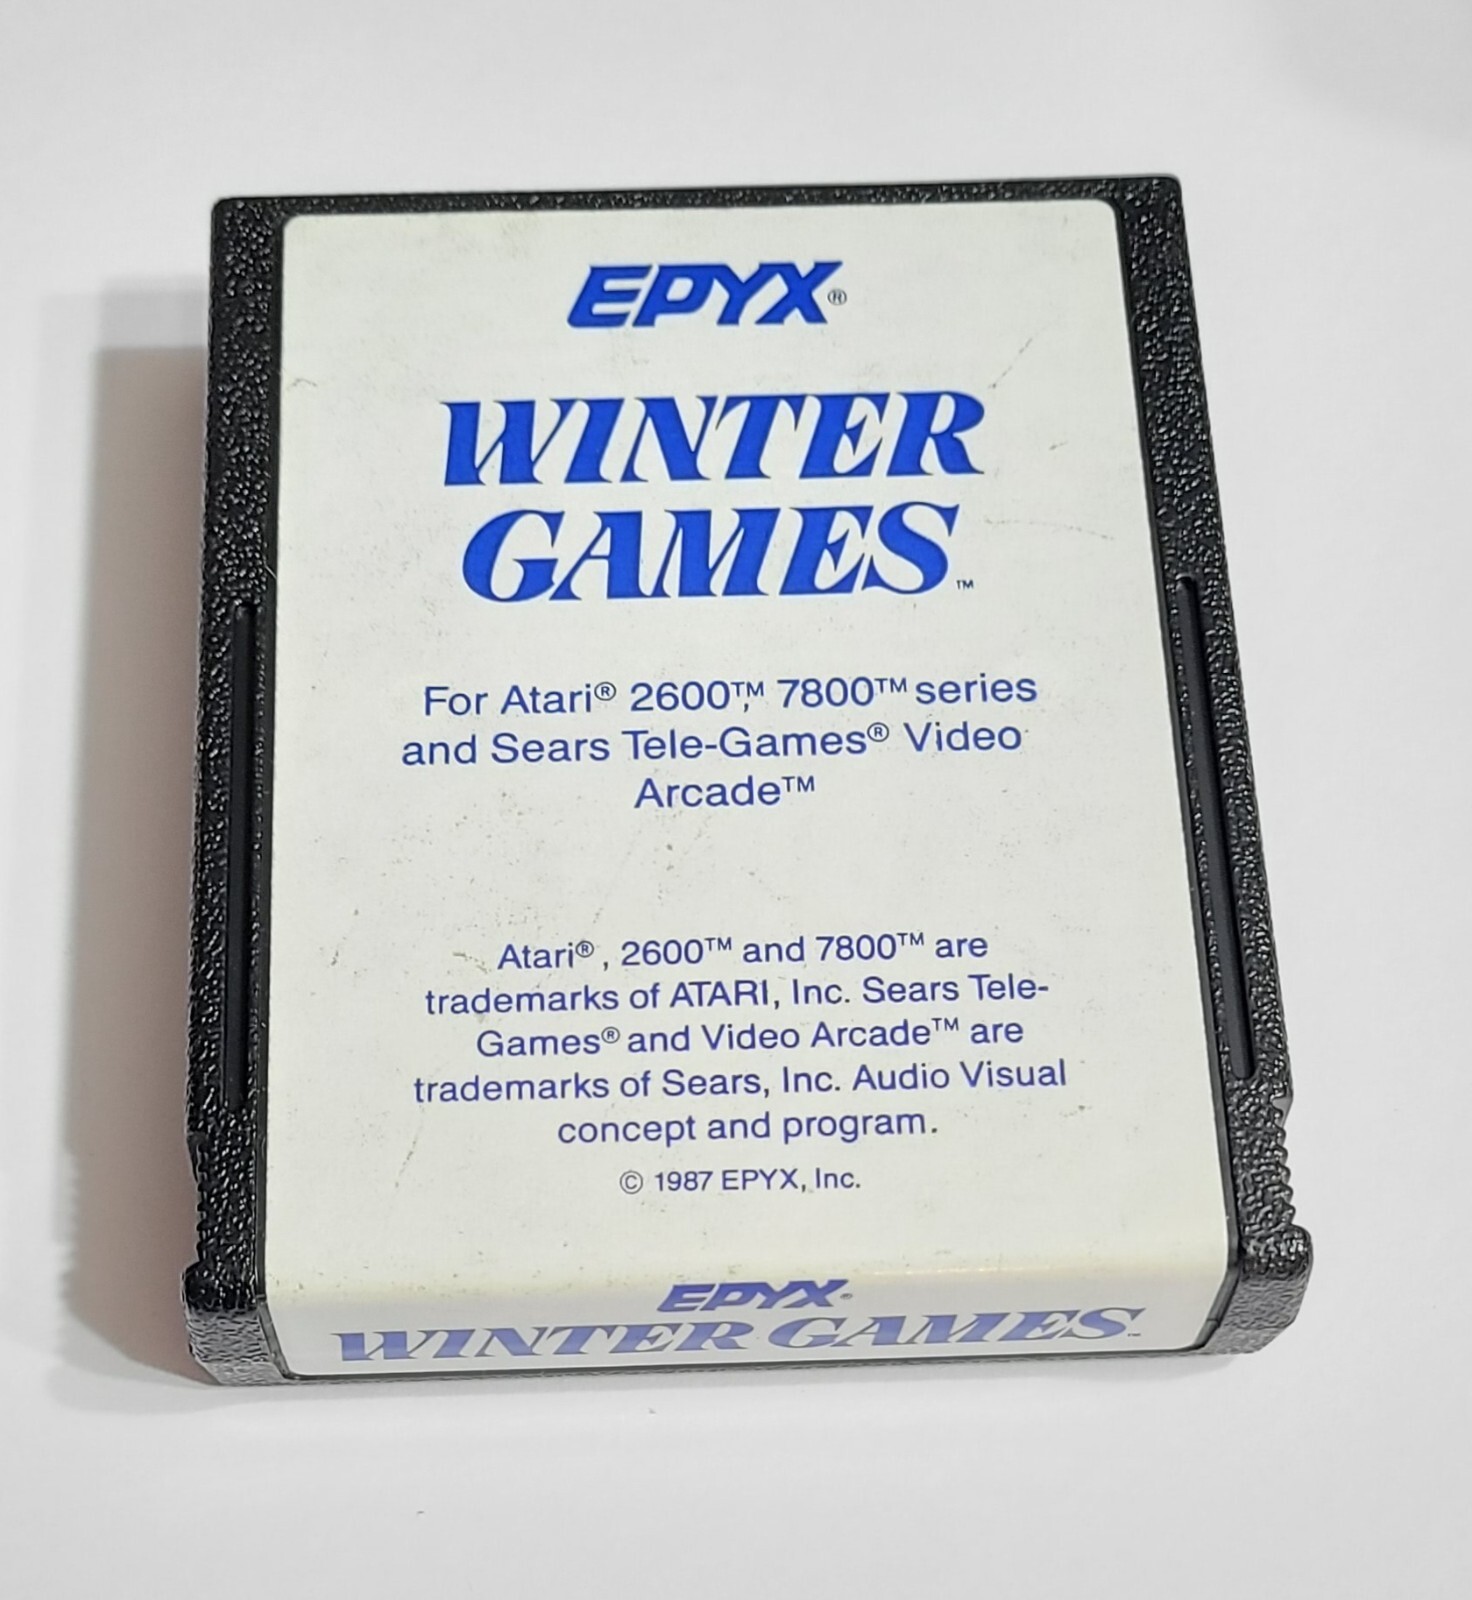 EPYX®
WINTER
GAMES™
For Atari® 2600™, 7800™ series
and Sears Tele-Games® Video
Arcade™
Atari®, 2600™ and 7800™ are
trademarks of ATARI, Inc. Sears Tele-
Games® and Video Arcade™ are
trademarks of Sears, Inc. Audio Visual
concept and program.
© 1987 EPYX, Inc.
EPYX®
WINTER GAMES™